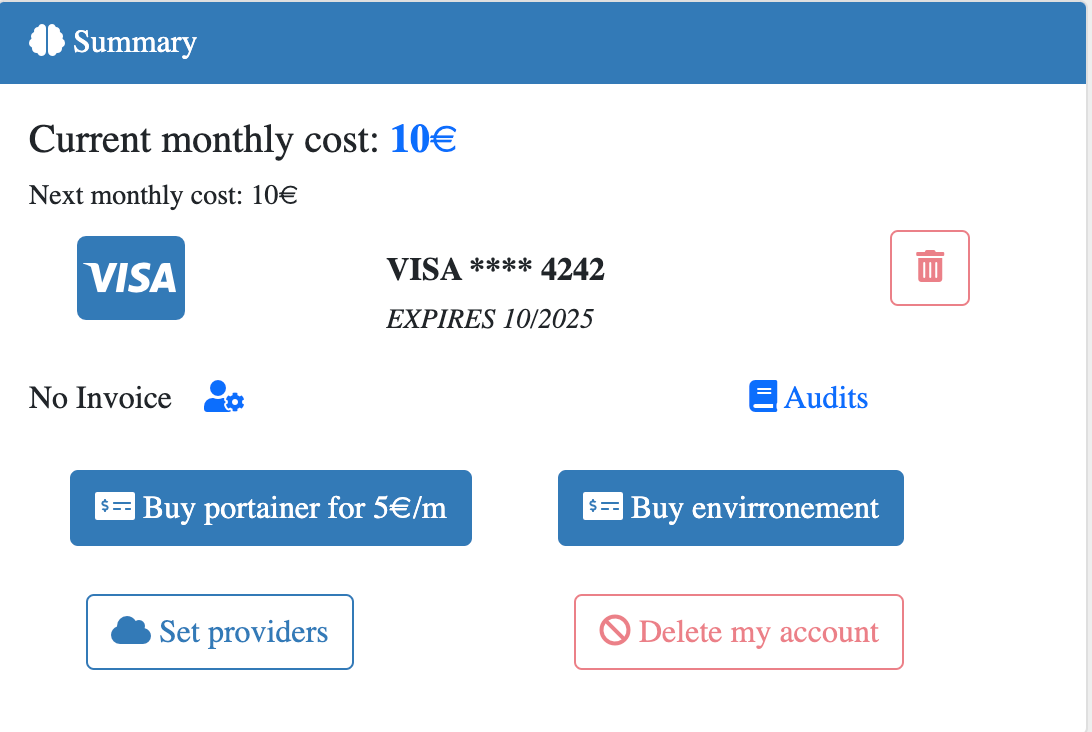 Summary
Current monthly cost: 10€
Next monthly cost: 10€
VISA
VISA **** 4242
EXPIRES 10/2025
No Invoice
Audits
$ Buy portainer for 5€/m
$ Buy envirronement
Set providers
Delete my account